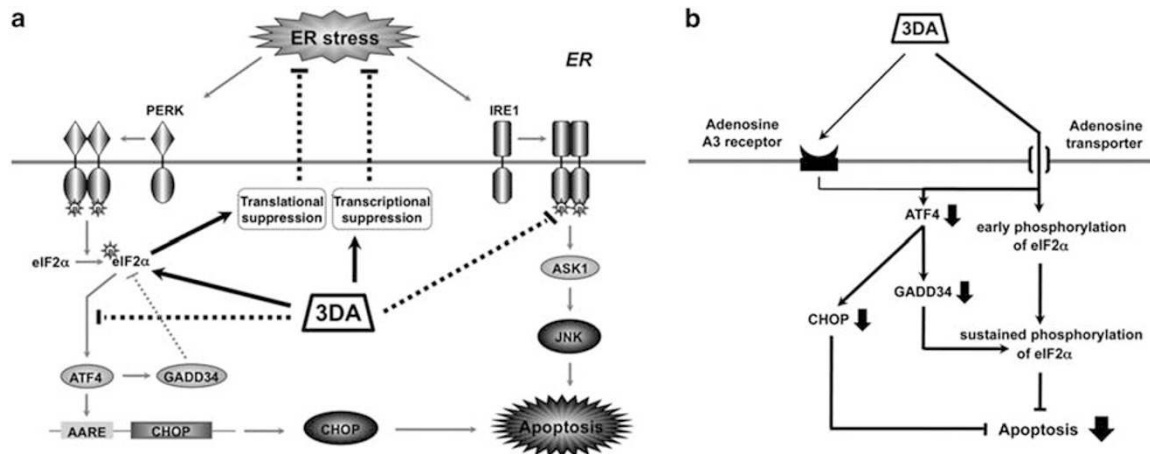 a
ER stress
ER
PERK
IRE1
Translational
suppression
Transcriptional
suppression
eIF2α
eIF2α
3DA
ASK1
JNK
ATF4
GADD34
AARE
CHOP
CHOP
Apoptosis
b
3DA
Adenosine
A3 receptor
Adenosine
transporter
ATF4
early phosphorylation
of eIF2α
GADD34
CHOP
sustained phosphorylation
of eIF2α
Apoptosis